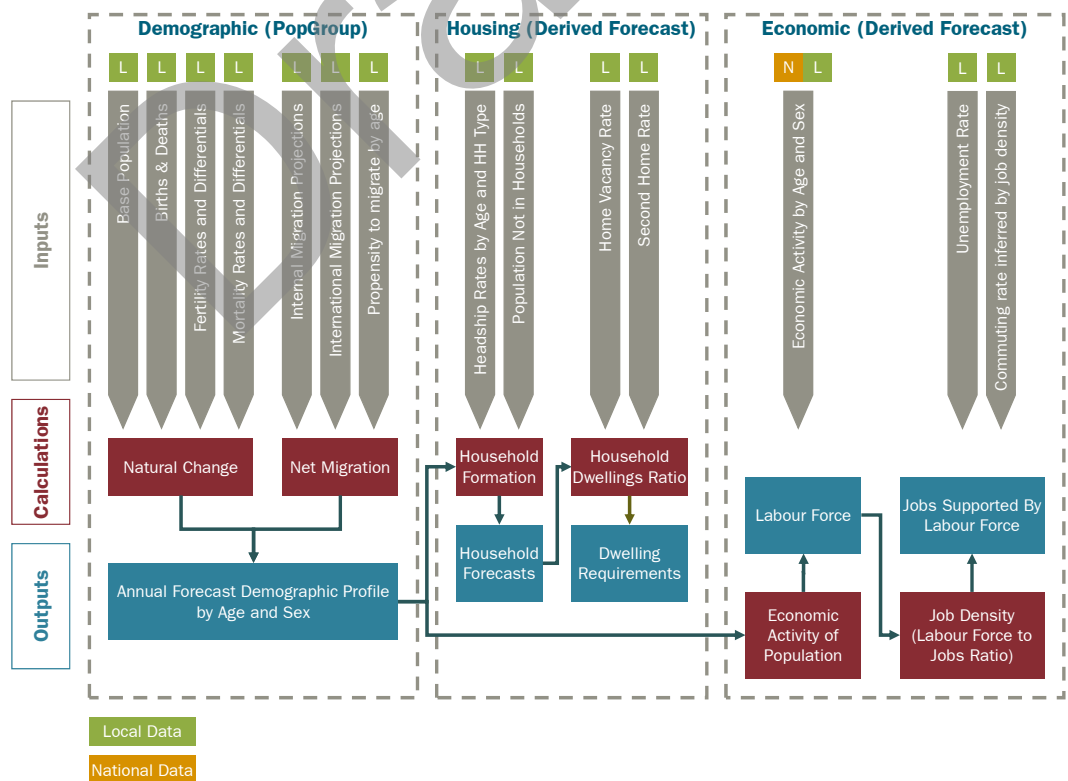 Demographic (PopGroup)
Housing (Derived Forecast)
Economic (Derived Forecast)
L
L
L
L
L
L
L
L
L
L
L
N
L
L
L
Inputs
Base Population
Births & Deaths
Fertility Rates and Differentials
Mortality Rates and Differentials
Internal Migration Projections
International Migration Projections
Propensity to migrate by age
Headship Rates by Age and HH Type
Population Not in Households
Home Vacancy Rate
Second Home Rate
Economic Activity by Age and Sex
Unemployment Rate
Commuting rate inferred by job density
Calculations
Natural Change
Net Migration
Household
Formation
Household
Dwellings Ratio
Labour Force
Jobs Supported By
Labour Force
Outputs
Annual Forecast Demographic Profile
by Age and Sex
Household
Forecasts
Dwelling
Requirements
Economic
Activity of
Population
Job Density
(Labour Force to
Jobs Ratio)
Local Data
National Data